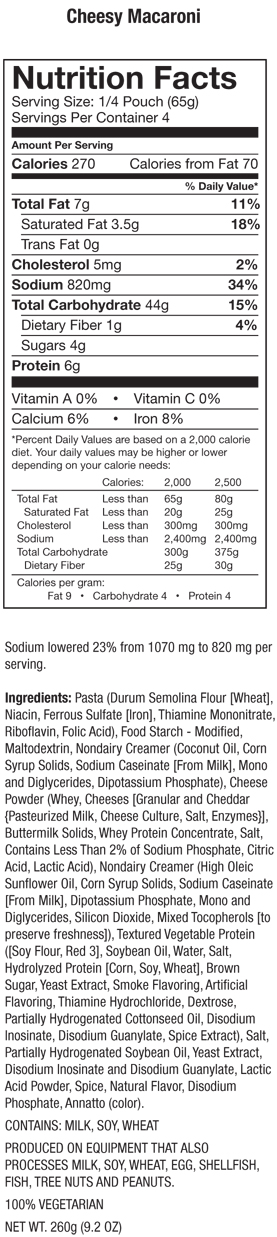 Cheesy Macaroni
Nutrition Facts
Serving Size: 1/4 Pouch (65g)
Servings Per Container 4
Amount Per Serving
Calories 270 Calories from Fat 70
% Daily Value*
Total Fat 7g 11%
Saturated Fat 3.5g 18%
Trans Fat 0g
Cholesterol 5mg 2%
Sodium 820mg 34%
Total Carbohydrate 44g 15%
Dietary Fiber 1g 4%
Sugars 4g
Protein 6g
Vitamin A 0% • Vitamin C 0%
Calcium 6% • Iron 8%
*Percent Daily Values are based on a 2,000 calorie
diet. Your daily values may be higher or lower
depending on your calorie needs:
Calories: 2,000 2,500
Total Fat Less than 65g 80g
Saturated Fat Less than 20g 25g
Cholesterol Less than 300mg 300mg
Sodium Less than 2,400mg 2,400mg
Total Carbohydrate 300g 375g
Dietary Fiber 25g 30g
Calories per gram:
Fat 9 • Carbohydrate 4 • Protein 4
Sodium lowered 23% from 1070 mg to 820 mg per
serving.
Ingredients: Pasta (Durum Semolina Flour [Wheat],
Niacin, Ferrous Sulfate [Iron], Thiamine Mononitrate,
Riboflavin, Folic Acid), Food Starch - Modified,
Maltodextrin, Nondairy Creamer (Coconut Oil, Corn
Syrup Solids, Sodium Caseinate [From Milk], Mono
and Diglycerides, Dipotassium Phosphate), Cheese
Powder (Whey, Cheeses [Granular and Cheddar
{Pasteurized Milk, Cheese Culture, Salt, Enzymes}],
Buttermilk Solids, Whey Protein Concentrate, Salt,
Contains Less Than 2% of Sodium Phosphate, Citric
Acid, Lactic Acid), Nondairy Creamer (High Oleic
Sunflower Oil, Corn Syrup Solids, Sodium Caseinate
[From Milk], Dipotassium Phosphate, Mono and
Diglycerides, Silicon Dioxide, Mixed Tocopherols [to
preserve freshness]), Textured Vegetable Protein
([Soy Flour, Red 3], Soybean Oil, Water, Salt,
Hydrolyzed Protein [Corn, Soy, Wheat], Brown
Sugar, Yeast Extract, Smoke Flavoring, Artificial
Flavoring, Thiamine Hydrochloride, Dextrose,
Partially Hydrogenated Cottonseed Oil, Disodium
Inosinate, Disodium Guanylate, Spice Extract), Salt,
Partially Hydrogenated Soybean Oil, Yeast Extract,
Disodium Inosinate and Disodium Guanylate, Lactic
Acid Powder, Spice, Natural Flavor, Disodium
Phosphate, Annatto (color).
CONTAINS: MILK, SOY, WHEAT
PRODUCED ON EQUIPMENT THAT ALSO
PROCESSES MILK, SOY, WHEAT, EGG, SHELLFISH,
FISH, TREE NUTS AND PEANUTS.
100% VEGETARIAN
NET WT. 260g (9.2 OZ)